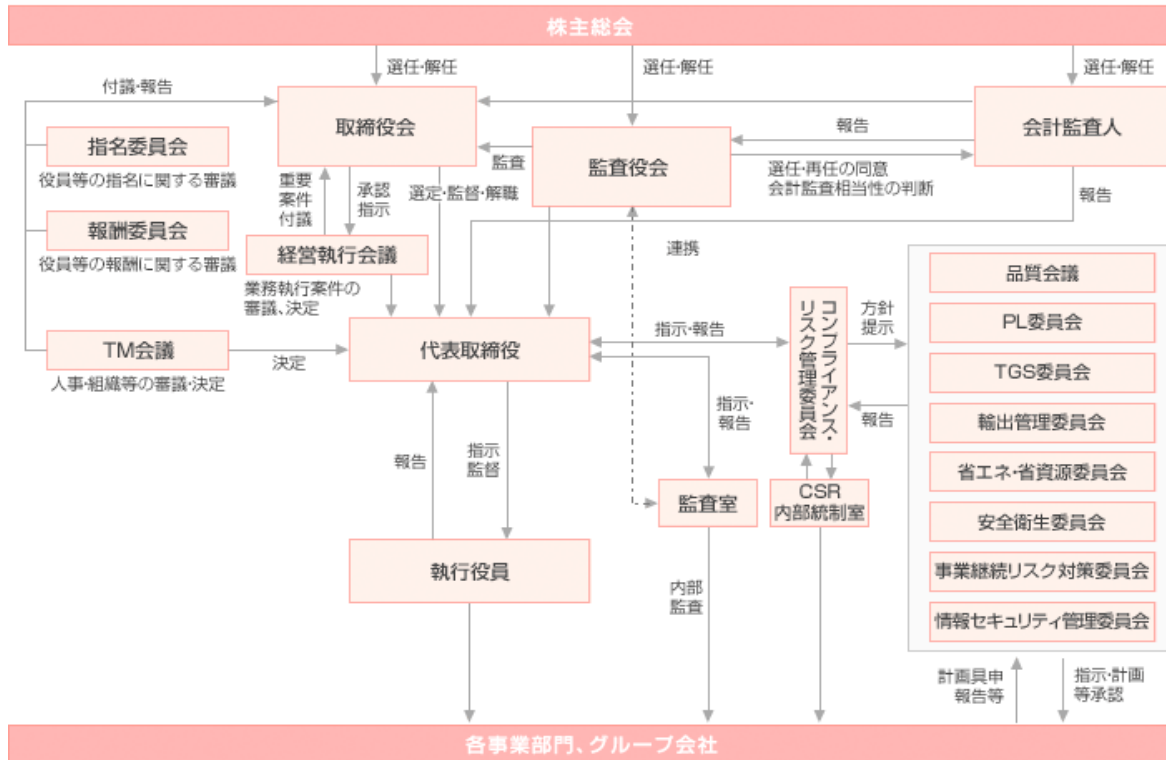 株主総会
選任・解任
選任・解任
選任・解任
付議・報告
取締役会
監査役会
会計監査人
報告
監査
選任・再任の同意
会計監査相当性の判断
指名委員会
役員等の指名に関する審議
重要
案件
付議
承認
指示
選定・監督・解職
報告
報酬委員会
役員等の報酬に関する審議
経営執行会議
業務執行案件の
審議、決定
連携
TM会議
人事・組織等の審議・決定
決定
代表取締役
指示・報告
コンプライアンス・
リスク管理委員会
方針
提示
報告
指示・
報告
品質会議
PL委員会
TGS委員会
輸出管理委員会
省エネ・省資源委員会
安全衛生委員会
事業継続リスク対策委員会
情報セキュリティ管理委員会
報告
指示
監督
監査室
CSR
内部統制室
執行役員
内部
監査
計画具申
報告等
指示・計画
等承認
各事業部門、グループ会社